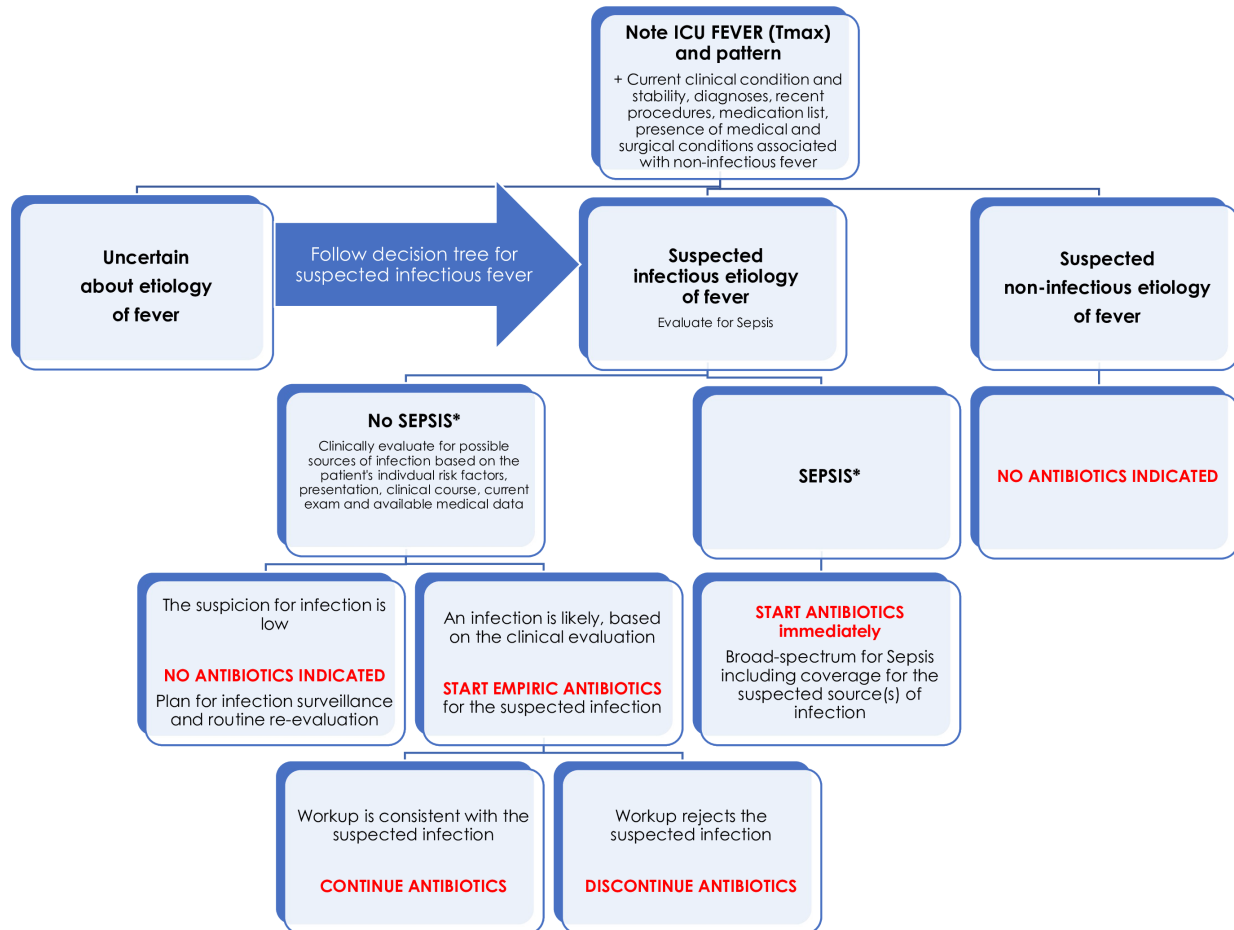 Note ICU FEVER (Tmax)
and pattern
+ Current clinical condition and
stability, diagnoses, recent
procedures, medication list,
presence of medical and
surgical conditions associated
with non-infectious fever
Uncertain
about etiology
of fever
Follow decision tree for
suspected infectious fever
Suspected
infectious etiology
of fever
Evaluate for Sepsis
Suspected
non-infectious etiology
of fever
No SEPSIS*
Clinically evaluate for possible
sources of infection based on the
patient's indivdual risk factors,
presentation, clinical course, current
exam and available medical data
SEPSIS*
NO ANTIBIOTICS INDICATED
The suspicion for infection is
low
NO ANTIBIOTICS INDICATED
Plan for infection surveillance
and routine re-evaluation
An infection is likely, based
on the clinical evaluation
START EMPIRIC ANTIBIOTICS
for the suspected infection
START ANTIBIOTICS
immediately
Broad-spectrum for Sepsis
including coverage for the
suspected source(s) of
infection
Workup is consistent with the
suspected infection
CONTINUE ANTIBIOTICS
Workup rejects the
suspected infection
DISCONTINUE ANTIBIOTICS